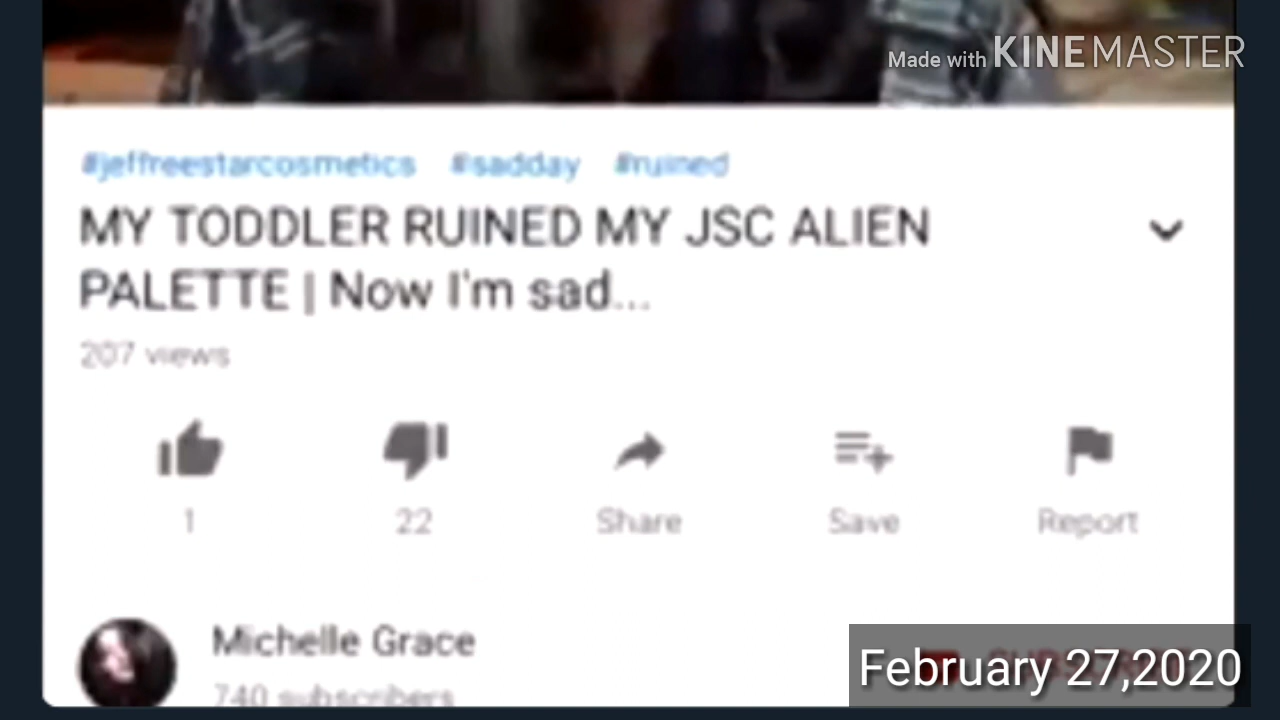 Made with KINEMASTER
#jeffreestarcosmetics #sadday #ruined
MY TODDLER RUINED MY JSC ALIEN
PALETTE | Now I'm sad...
207 views
1 22 Share Save Report
Michelle Grace
740 subscribers
February 27,2020